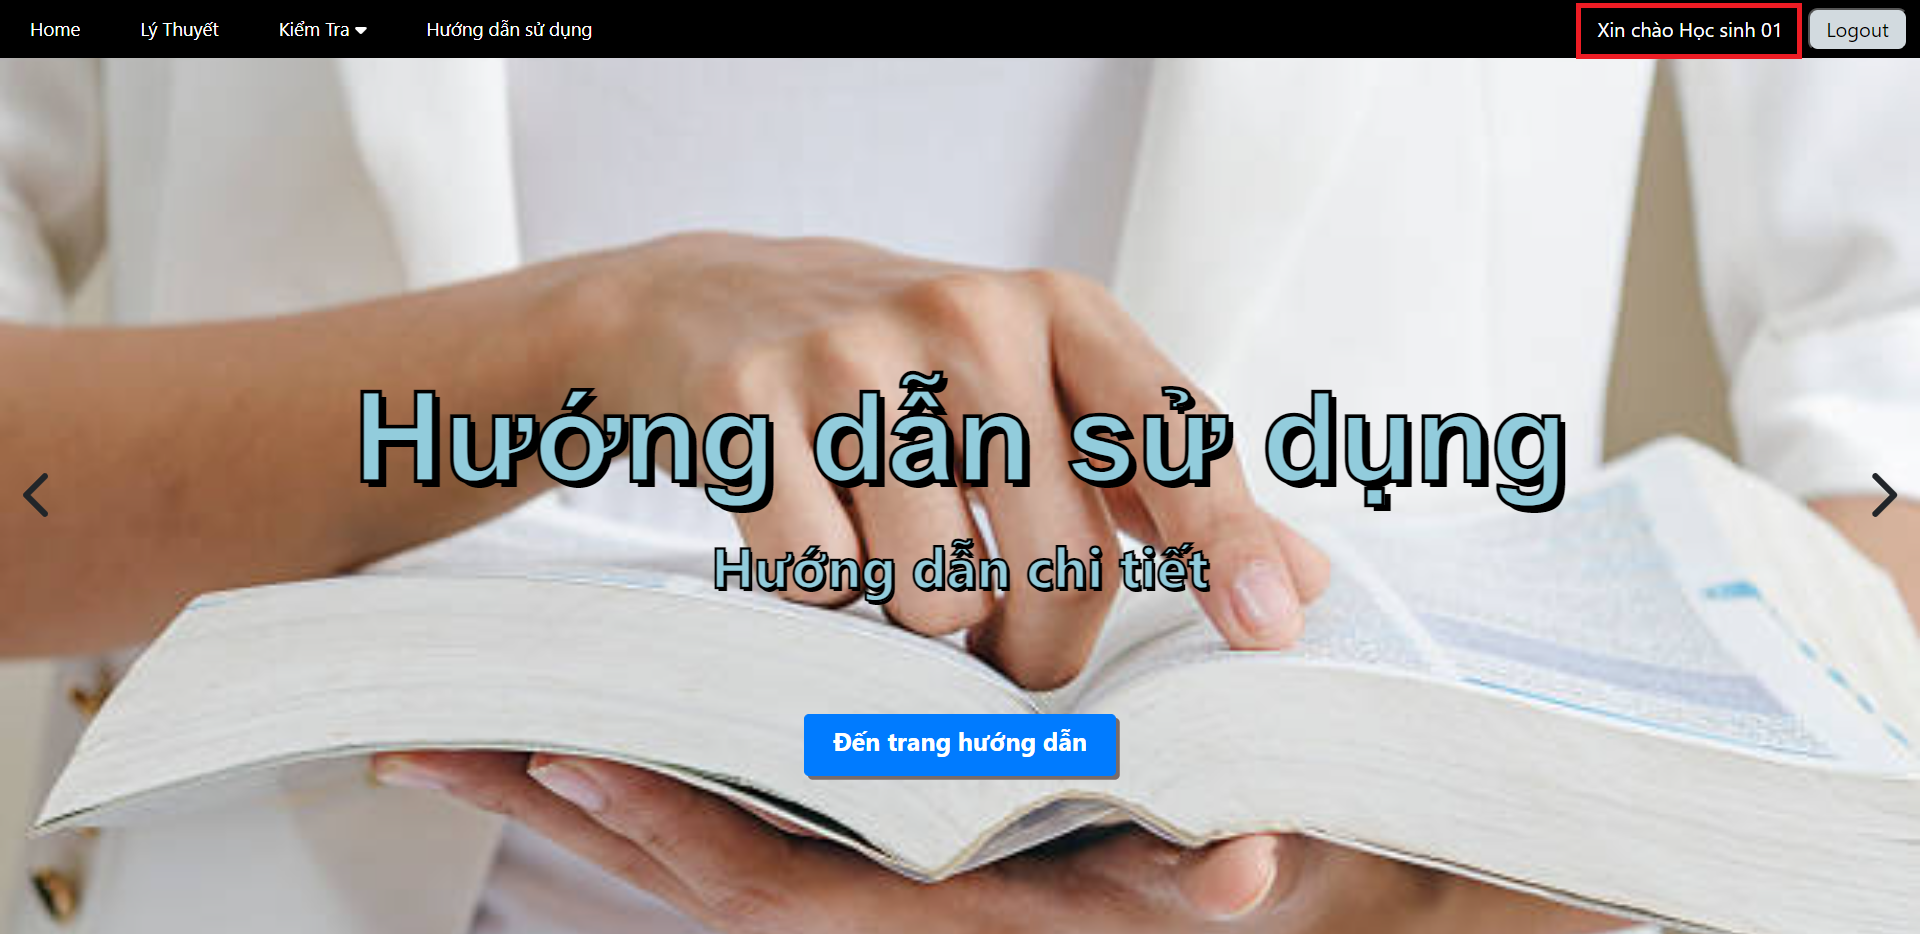 Home Lý Thuyết Kiểm Tra Hướng dẫn sử dụng Xin chào Học sinh 01 Logout
Hướng dẫn sử dụng
Hướng dẫn chi tiết
Đến trang hướng dẫn